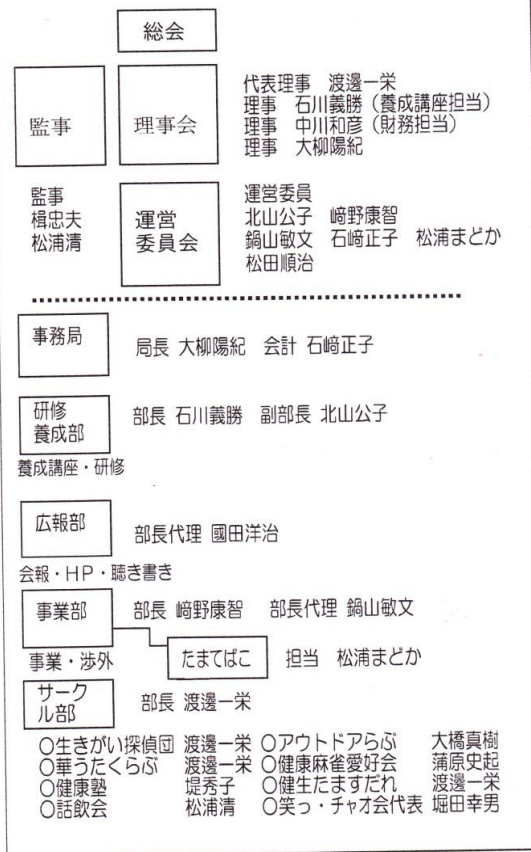 総会
監事
理事会
代表理事 渡邊一栄
理事 石川義勝（養成講座担当）
理事 中川和彦（財務担当）
理事 大柳陽紀
監事
楫忠夫
松浦清
運営
委員会
運営委員
北山公子 﨑野康智
鍋山敏文 石﨑正子 松浦まどか
松田順治
事務局
局長 大柳陽紀 会計 石﨑正子
研修
養成部
部長 石川義勝 副部長 北山公子
養成講座・研修
広報部
部長代理 國田洋治
会報・HP・聴き書き
事業部
部長 﨑野康智 部長代理 鍋山敏文
事業・渉外
たまてばこ
担当 松浦まどか
サーク
ル部
部長 渡邊一栄
○生きがい探偵団 渡邊一栄 ○アウトドアらぶ 大橋真樹
○華うたくらぶ 渡邊一栄 ○健康麻雀愛好会 蒲原史起
○健康塾 堤秀子 ○健生たますだれ 渡邊一栄
○話飲会 松浦清 ○笑っ・チャオ会代表 堀田幸男